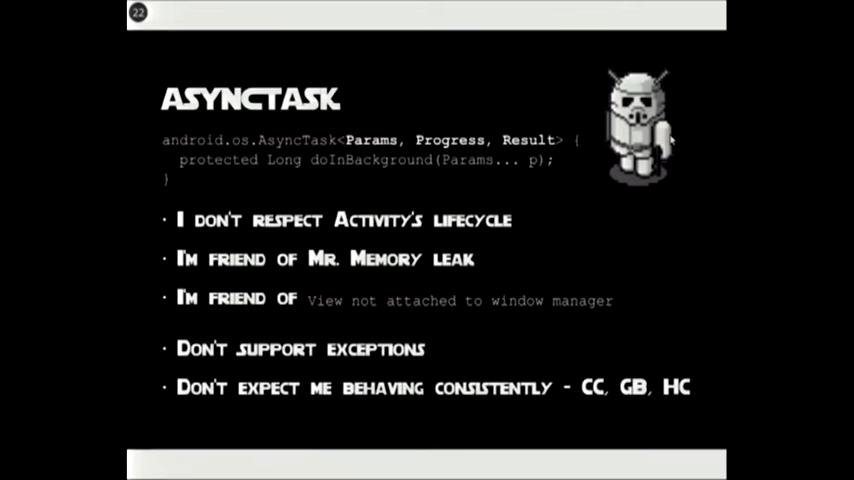 22
ASYNCTASK
android.os.AsyncTask<Params, Progress, Result> {
protected Long doInBackground(Params... p);
}
· I DON'T RESPECT ACTIVITY'S LIFECYCLE
· I'M FRIEND OF MR. MEMORY LEAK
· I'M FRIEND OF View not attached to window manager
· DON'T SUPPORT EXCEPTIONS
· DON'T EXPECT ME BEHAVING CONSISTENTLY - CC, GB, HC